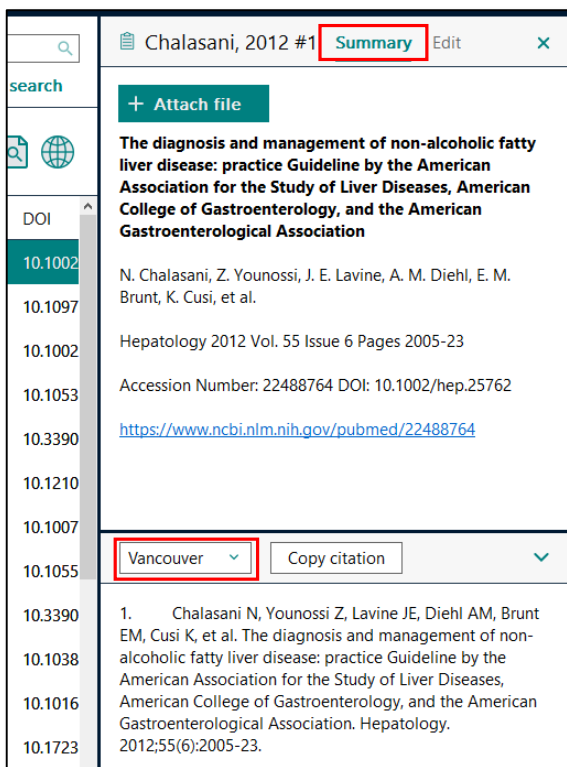 search
DOI
10.1002
10.1097
10.1002
10.1053
10.3390
10.1210
10.1007
10.1055
10.3390
10.1038
10.1016
10.1723
Chalasani, 2012 #1 Summary Edit
+ Attach file
The diagnosis and management of non-alcoholic fatty
liver disease: practice Guideline by the American
Association for the Study of Liver Diseases, American
College of Gastroenterology, and the American
Gastroenterological Association
N. Chalasani, Z. Younossi, J. E. Lavine, A. M. Diehl, E. M.
Brunt, K. Cusi, et al.
Hepatology 2012 Vol. 55 Issue 6 Pages 2005-23
Accession Number: 22488764 DOI: 10.1002/hep.25762
https://www.ncbi.nlm.nih.gov/pubmed/22488764
Vancouver Copy citation
1. Chalasani N, Younossi Z, Lavine JE, Diehl AM, Brunt
EM, Cusi K, et al. The diagnosis and management of non-
alcoholic fatty liver disease: practice Guideline by the
American Association for the Study of Liver Diseases,
American College of Gastroenterology, and the American
Gastroenterological Association. Hepatology.
2012;55(6):2005-23.